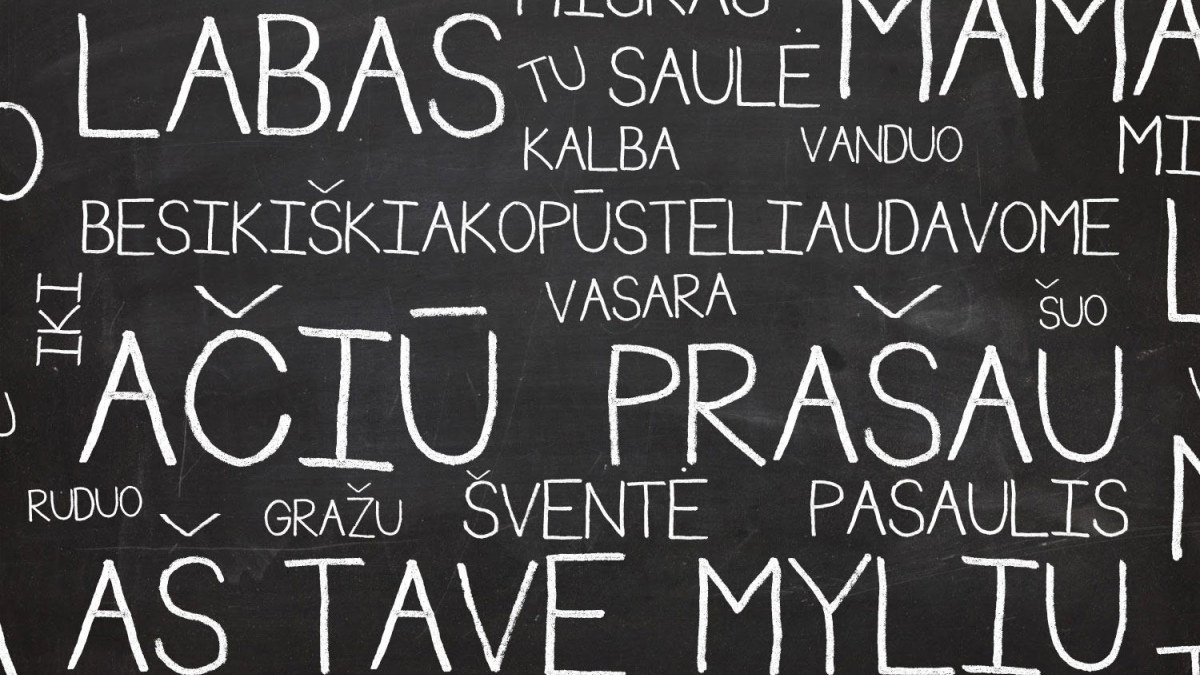 MIŠKAS
LABAS
TU SAULĖ
MAMA
KALBA
VANDUO
BESIKIŠKIAKOPŪSTELIAUDAVOME
IKI
VASARA
ŠUO
AČIŪ PRAŠAU
RUDUO
GRAŽU
ŠVENTĖ
PASAULIS
AŠ TAVE MYLIU